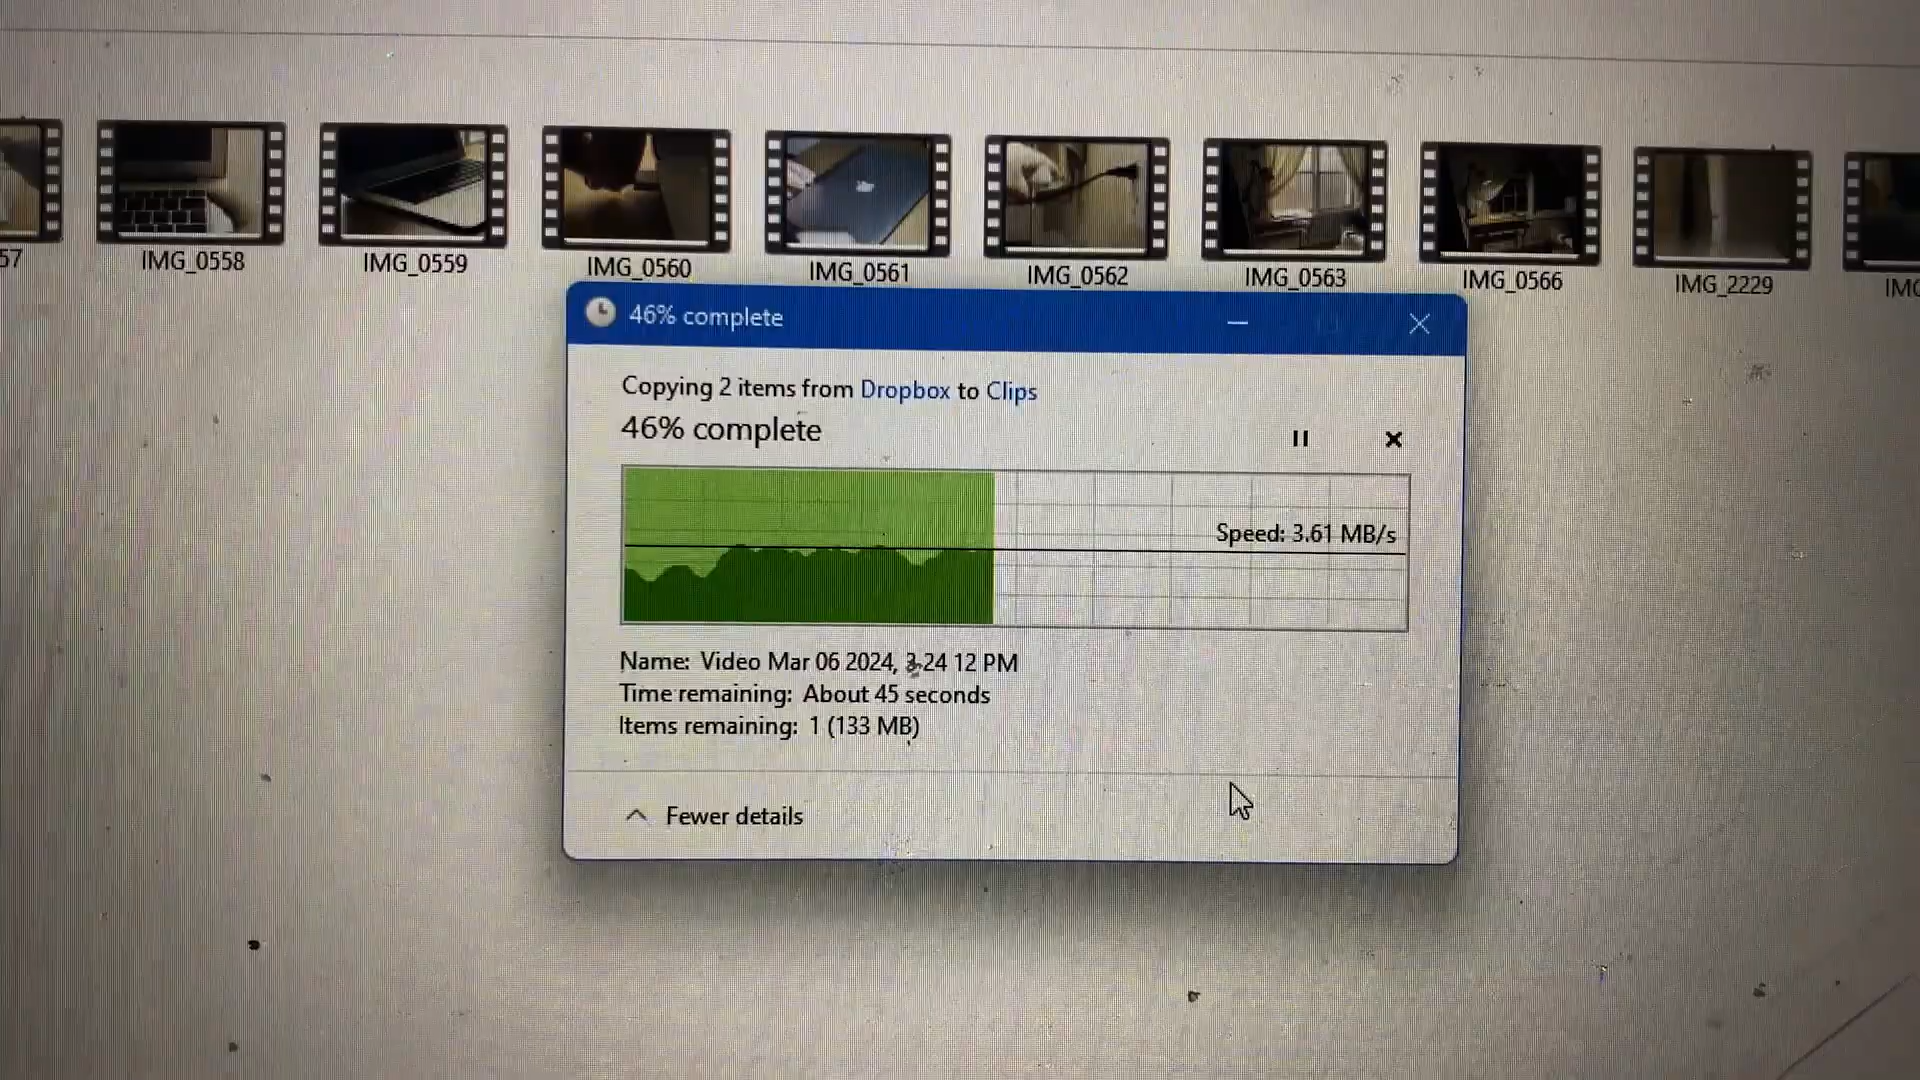 57
IMG_0558
IMG_0559
IMG_0560
IMG_0561
IMG_0562
IMG_0563
IMG_0566
IMG_2229
46% complete
Copying 2 items from Dropbox to Clips
46% complete
Speed: 3.61 MB/s
Name: Video Mar 06 2024, 3 24 12 PM
Time remaining: About 45 seconds
Items remaining: 1 (133 MB)
Fewer details